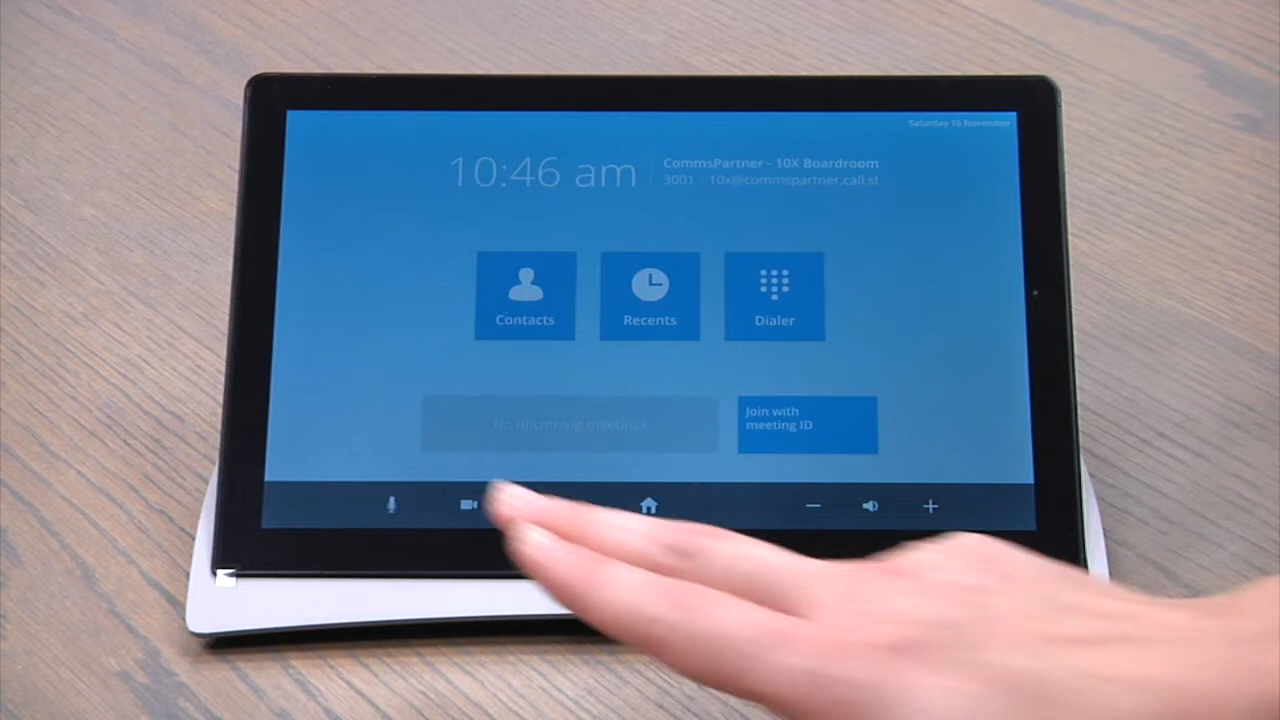 Saturday 16 November
10:46 am
CommsPartner - 10X Boardroom
3001 · 10x@commspartner.call.sl
Contacts
Recents
Dialer
No upcoming meetings
Join with
meeting ID